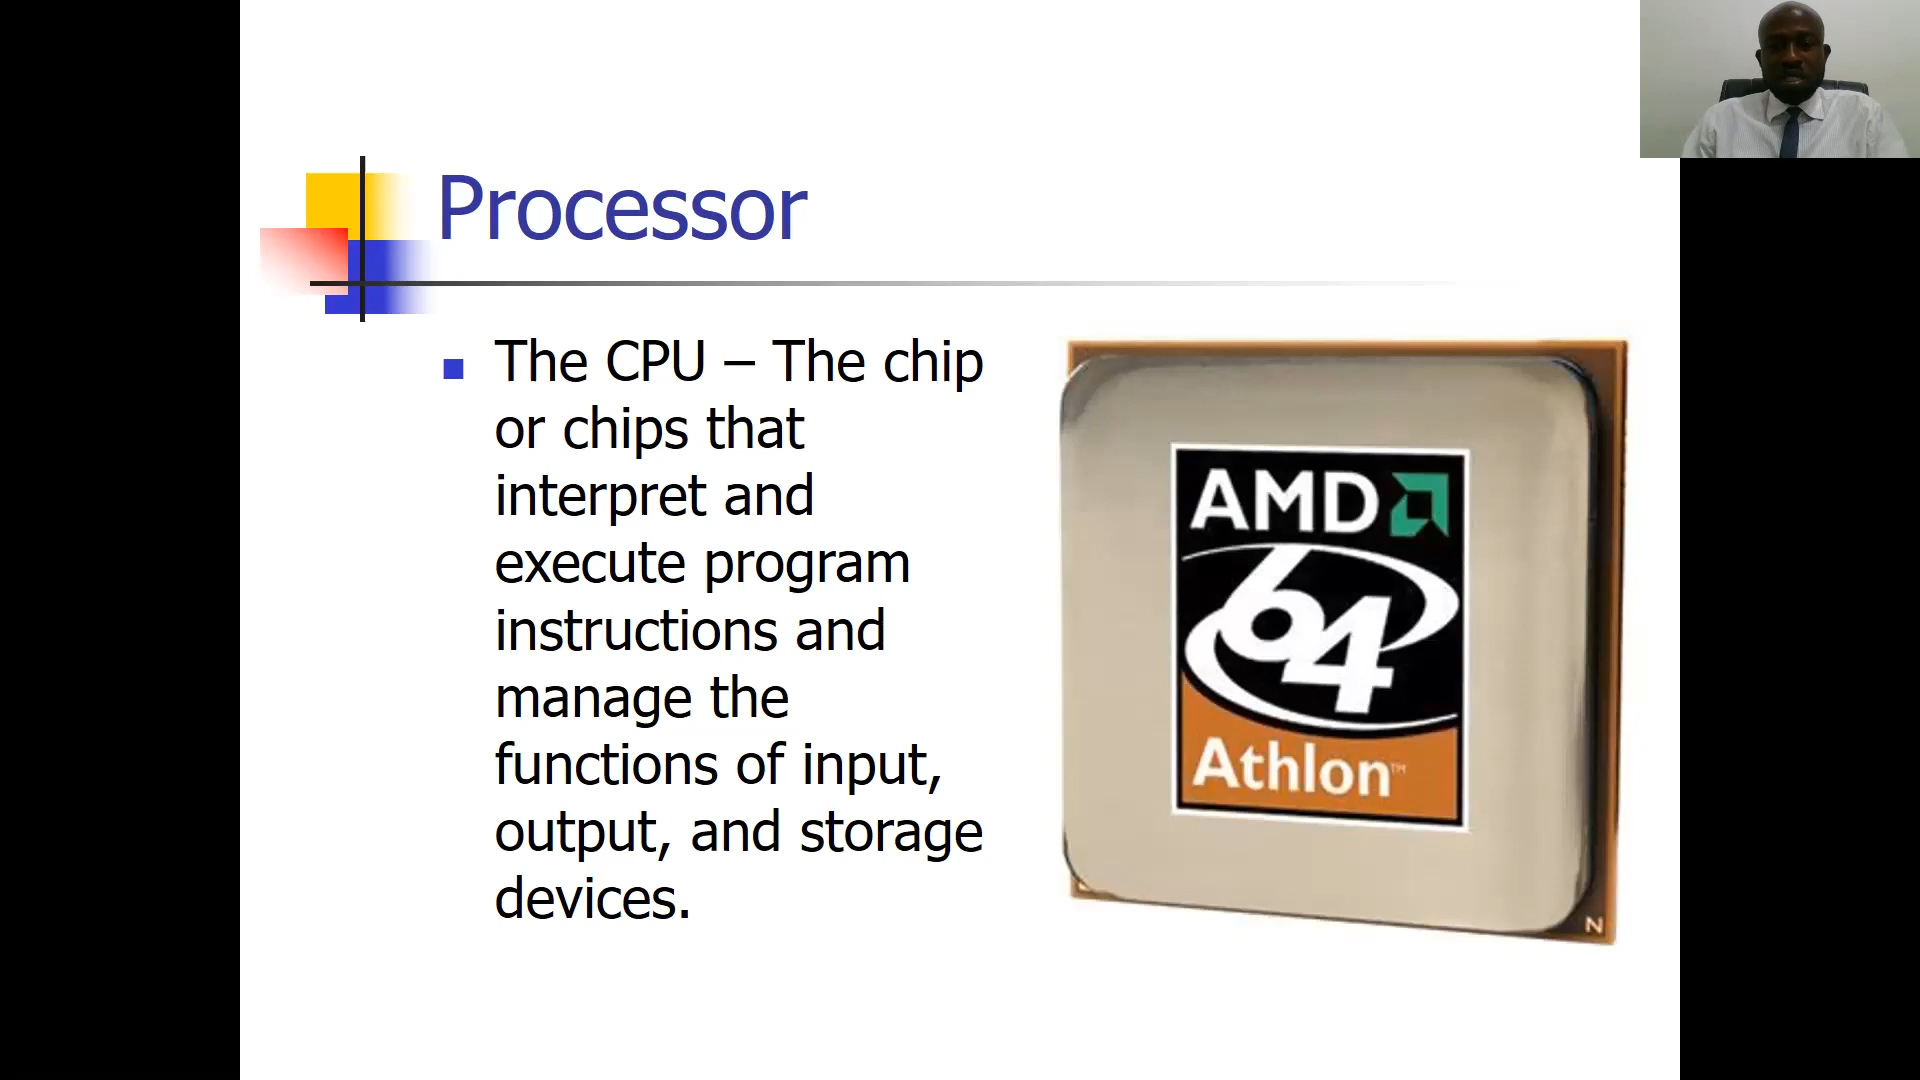 Processor
The CPU – The chip
or chips that
interpret and
execute program
instructions and
manage the
functions of input,
output, and storage
devices.
AMD
64
Athlon™
N